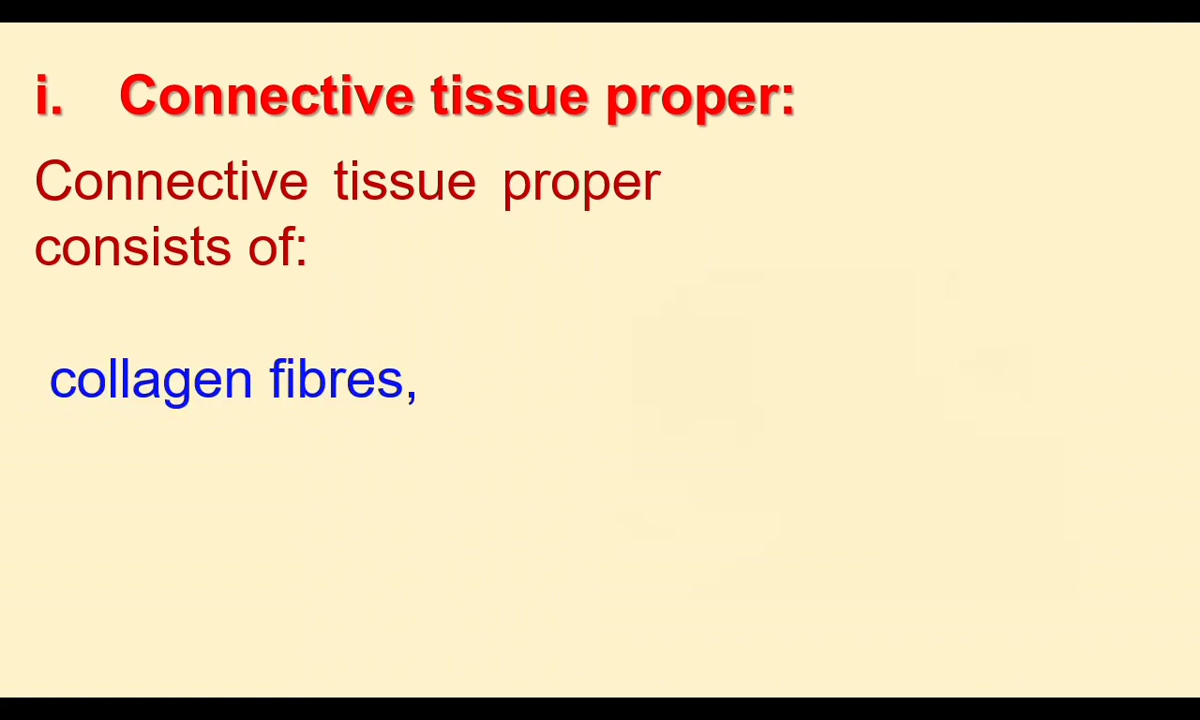 i. Connective tissue proper:
Connective tissue proper
consists of:
collagen fibres,